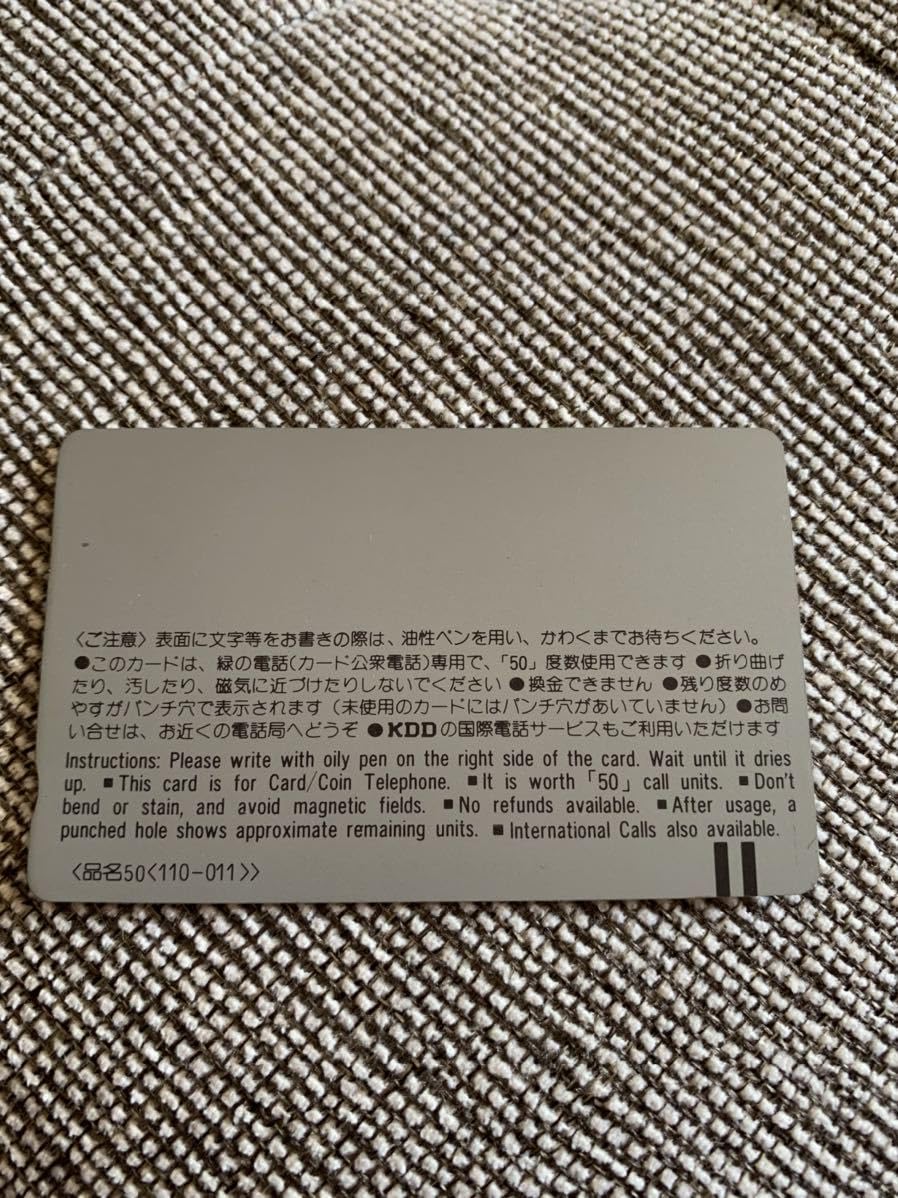 〈ご注意〉表面に文字等をお書きの際は、油性ペンを用い、かわくまでお待ちください。
●このカードは、緑の電話(カード公衆電話)専用で、「50」度数使用できます ●折り曲げ
たり、汚したり、磁気に近づけたりしないでください ●換金できません ●残り度数のめ
やすがパンチ穴で表示されます(未使用のカードにはパンチ穴があいていません) ●お問
い合せは、お近くの電話局へどうぞ ●KDDの国際電話サービスもご利用いただけます
Instructions: Please write with oily pen on the right side of the card. Wait until it dries
up. ■This card is for Card/Coin Telephone. ■It is worth「50」call units. ■Don't
bend or stain, and avoid magnetic fields. ■No refunds available. ■After usage, a
punched hole shows approximate remaining units. ■International Calls also available.
〈品名50〈110-011〉〉